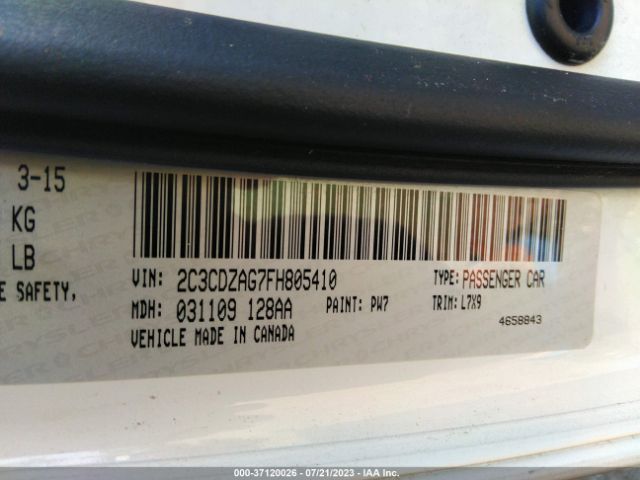 3-15
KG
LB
E SAFETY,
VIN: 2C3CDZAG7FH805410 TYPE: PASSENGER CAR
MDH: 031109 128AA PAINT: PW7 TRIM: L7X9
VEHICLE MADE IN CANADA 4658843
000-37120026 - 07/21/2023 - IAA Inc.